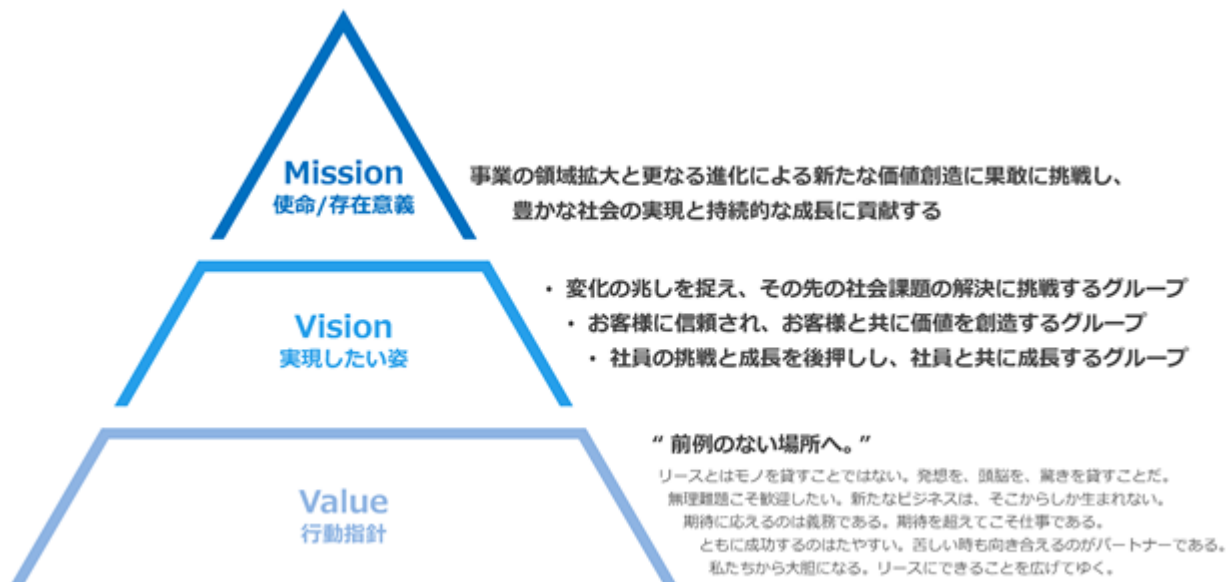 Mission
使命/存在意義
事業の領域拡大と更なる進化による新たな価値創造に果敢に挑戦し、
豊かな社会の実現と持続的な成長に貢献する
Vision
実現したい姿
・ 変化の兆しを捉え、その先の社会課題の解決に挑戦するグループ
・ お客様に信頼され、お客様と共に価値を創造するグループ
・ 社員の挑戦と成長を後押しし、社員と共に成長するグループ
Value
行動指針
“ 前例のない場所へ。”
リースとはモノを貸すことではない。発想を、頭脳を、驚きを貸すことだ。
無理難題こそ歓迎したい。新たなビジネスは、そこからしか生まれない。
期待に応えるのは義務である。期待を超えてこそ仕事である。
ともに成功するのはたやすい。苦しい時も向き合えるのがパートナーである。
私たちから大胆になる。リースにできることを広げてゆく。